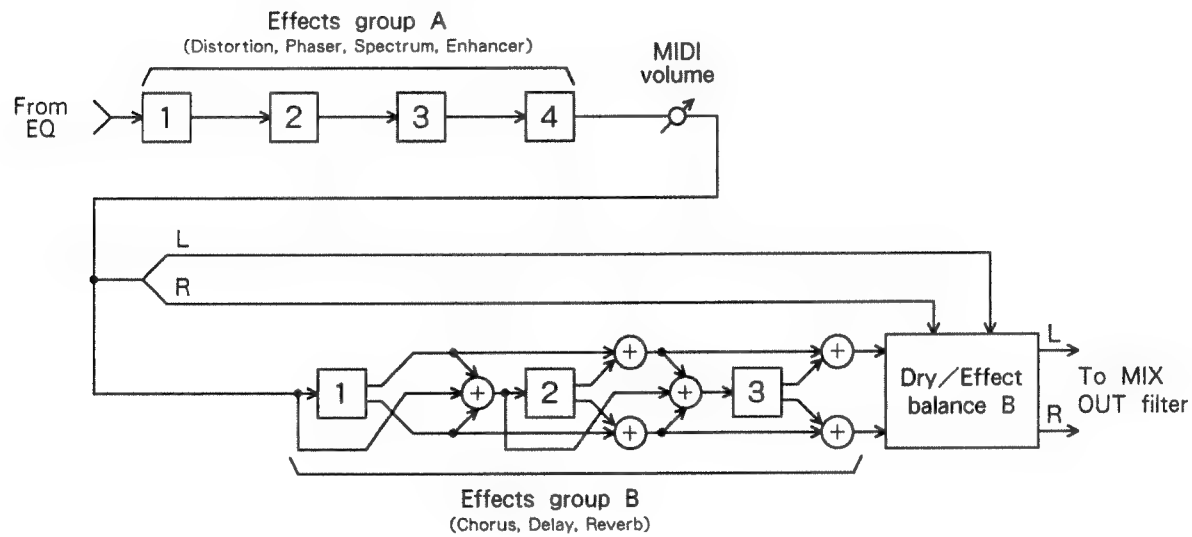 Effects group A
(Distortion, Phaser, Spectrum, Enhancer)
MIDI
volume
From
EQ
1
2
3
4
L
R
1
2
3
Dry/Effect
balance B
L
R
To MIX
OUT filter
Effects group B
(Chorus, Delay, Reverb)